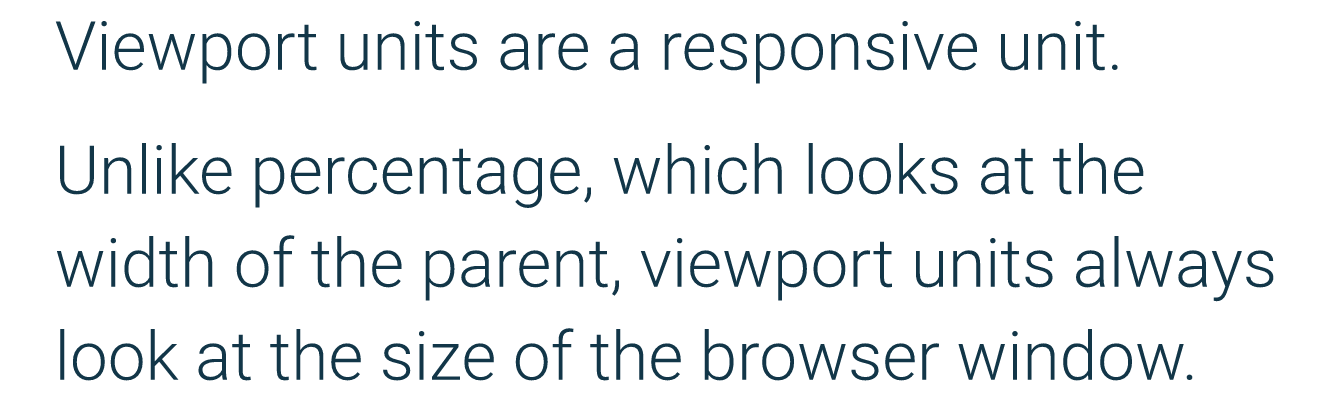 Viewport units are a responsive unit.
Unlike percentage, which looks at the
width of the parent, viewport units always
look at the size of the browser window.